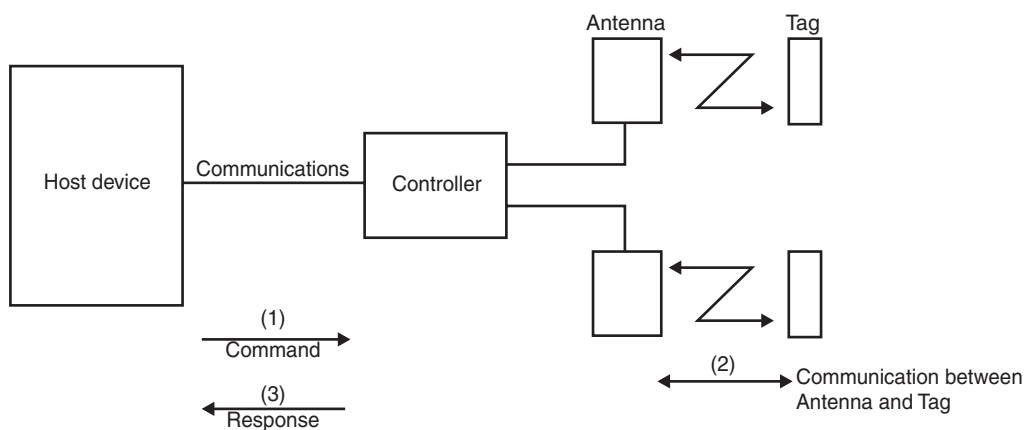 Antenna
Tag
Host device
Communications
Controller
(1)
Command
(2)
Communication between
Antenna and Tag
(3)
Response